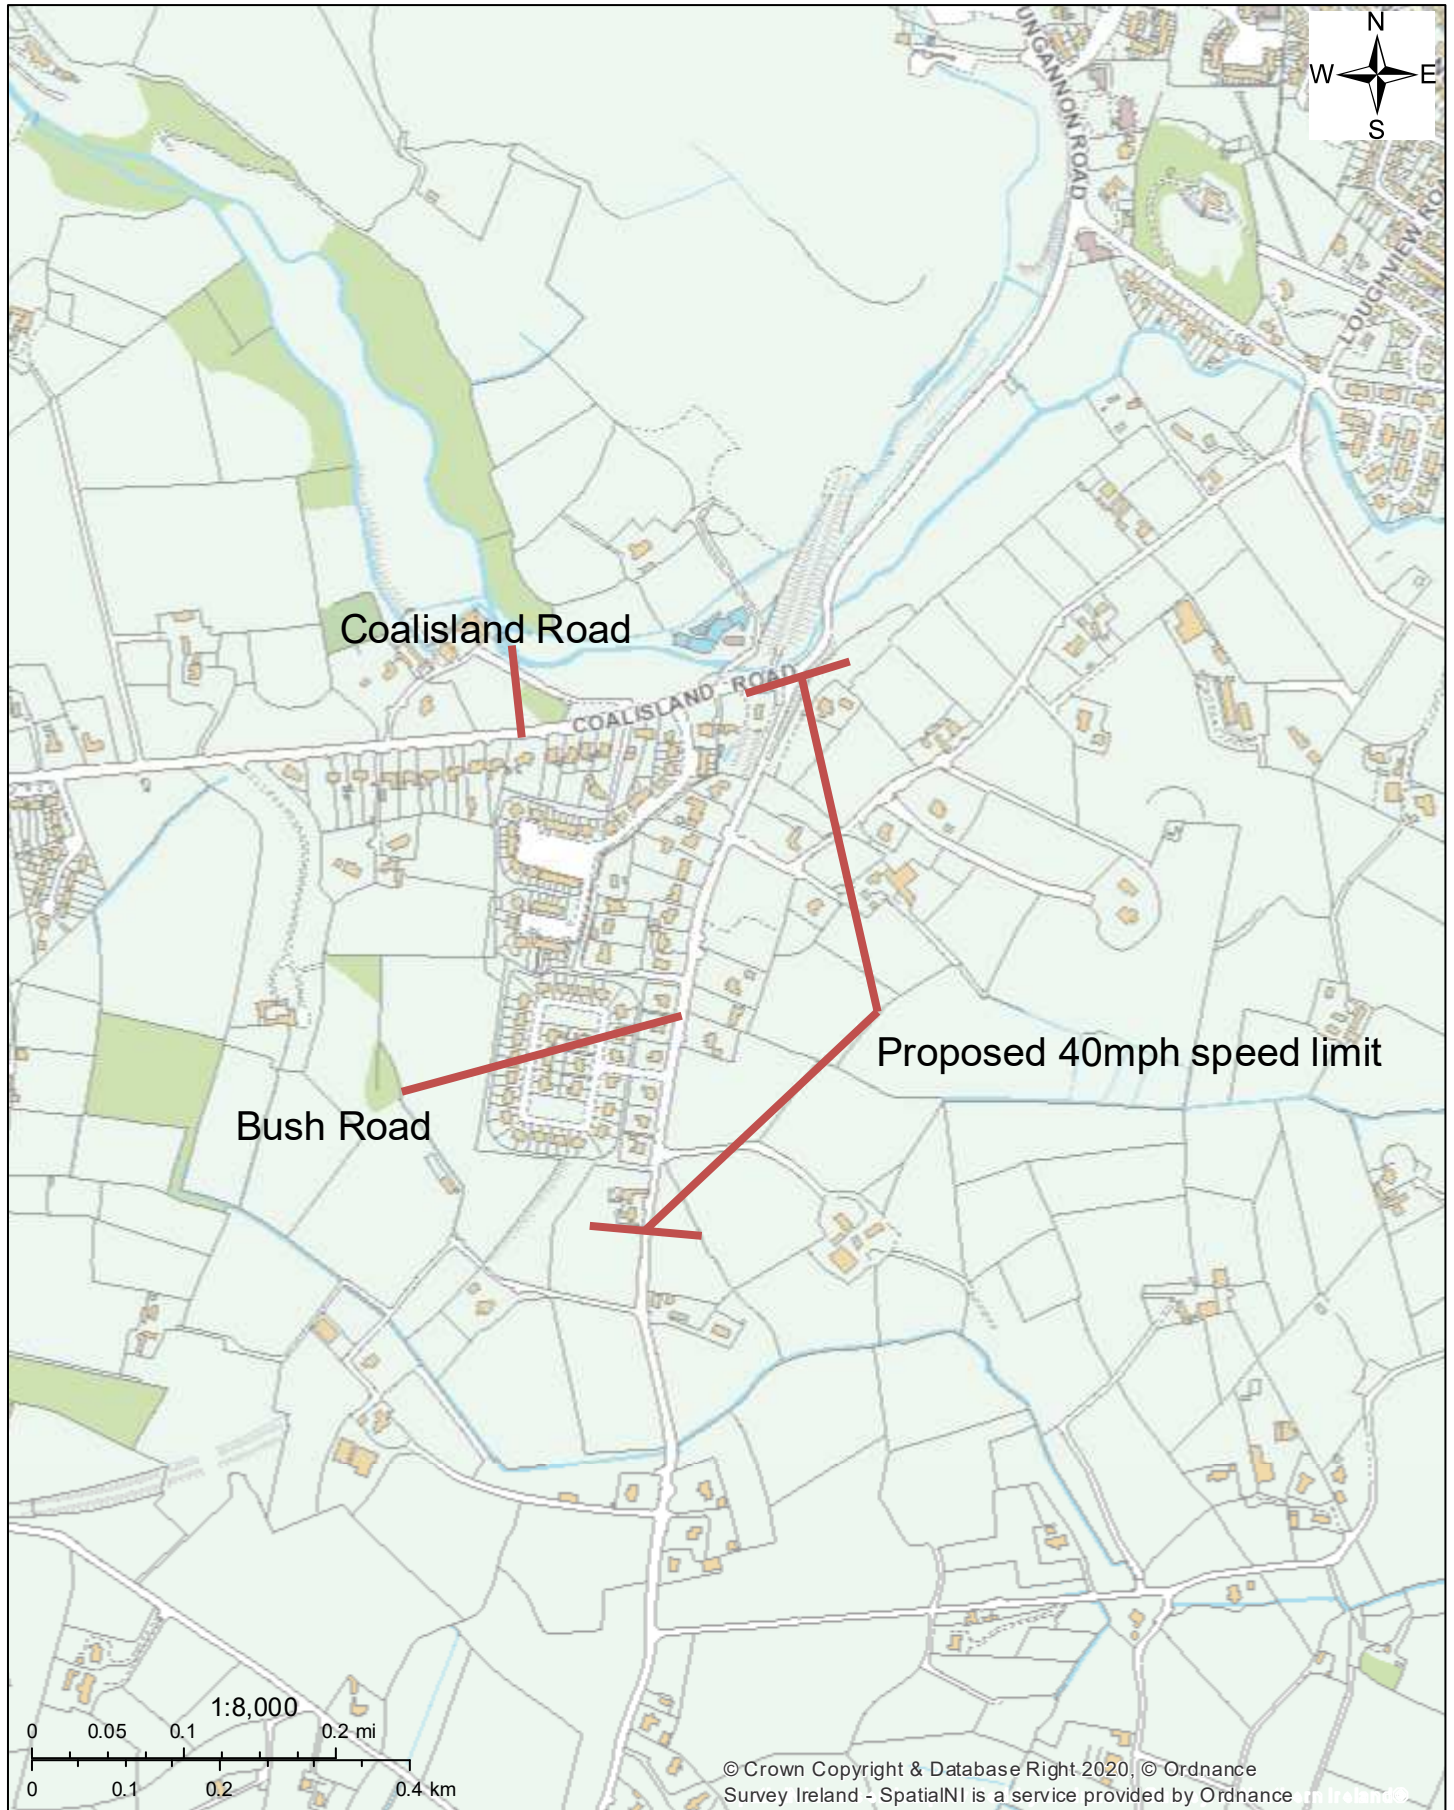 N
W E
S
UNGANNON ROAD
LOUGHVIEW ROA
Coalisland Road
COALISLAND ROAD
Proposed 40mph speed limit
Bush Road
1:8,000
0 0.05 0.1 0.2 mi
0 0.1 0.2 0.4 km
© Crown Copyright & Database Right 2020, © Ordnance
Survey Ireland - SpatialNI is a service provided by Ordnance